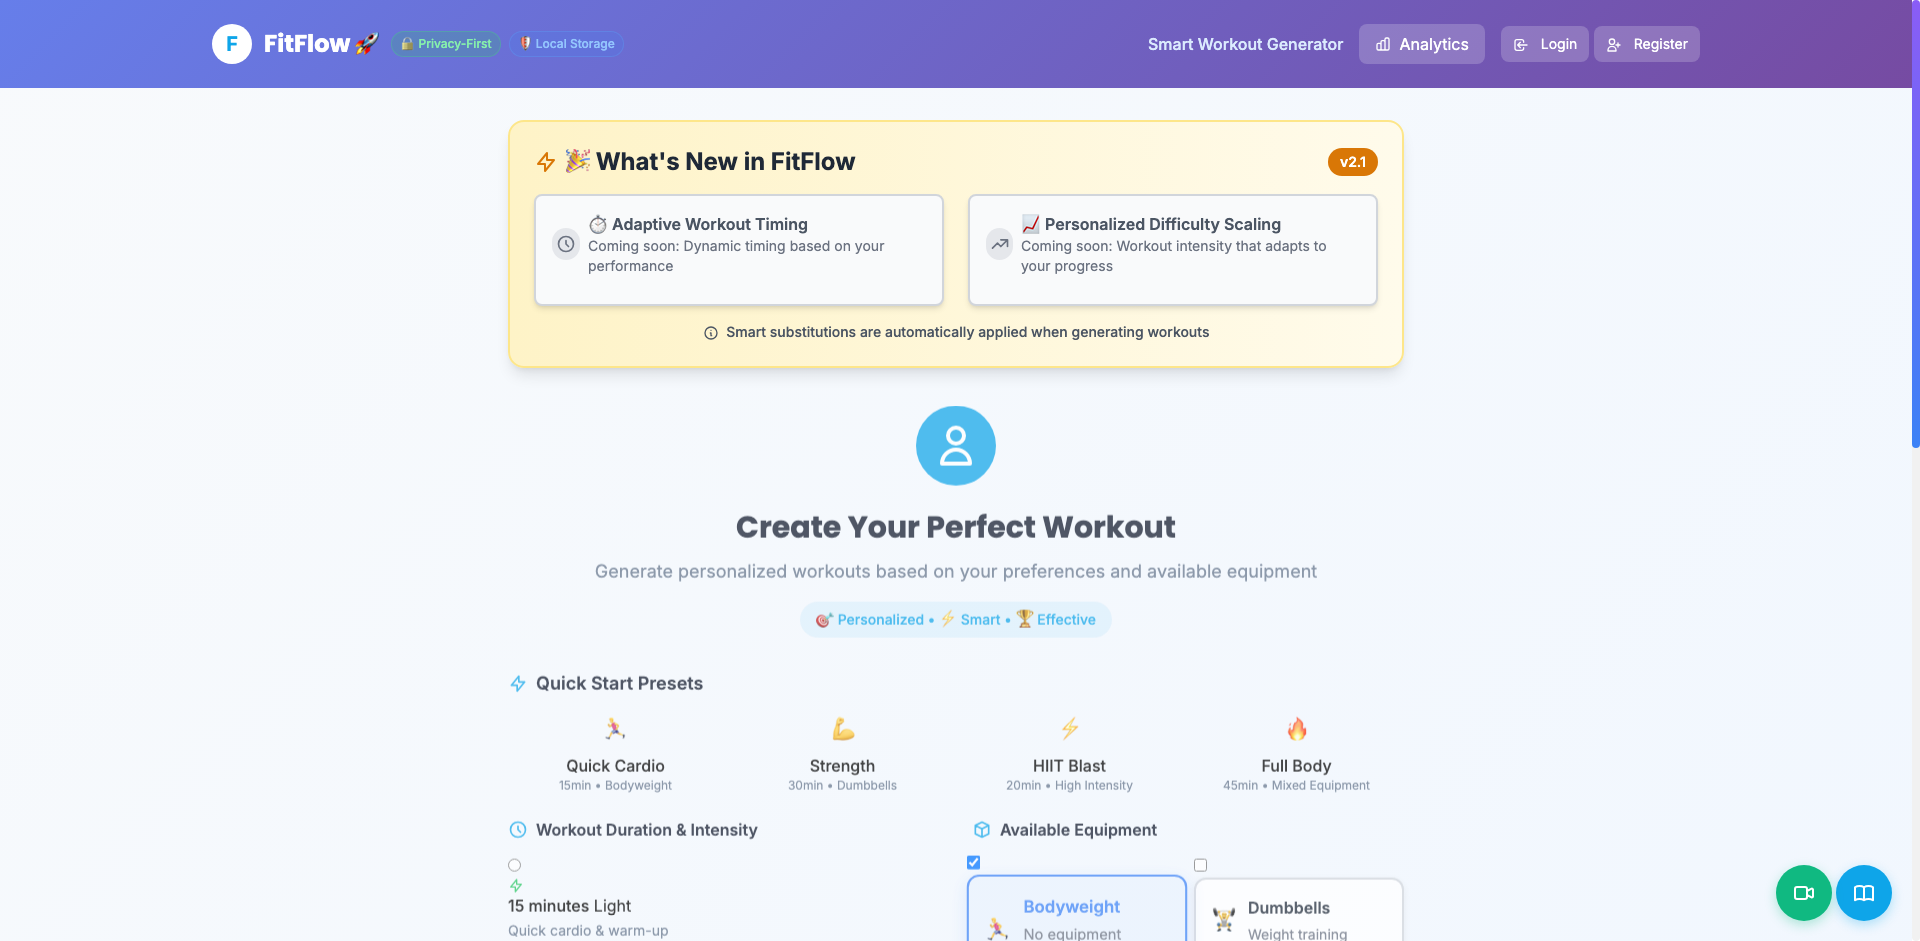 F FitFlow 🚀 🔒 Privacy-First 🛡️ Local Storage
Smart Workout Generator Analytics Login Register
🎉 What's New in FitFlow
v2.1
⏱️ Adaptive Workout Timing
Coming soon: Dynamic timing based on your
performance
📈 Personalized Difficulty Scaling
Coming soon: Workout intensity that adapts to
your progress
Smart substitutions are automatically applied when generating workouts
Create Your Perfect Workout
Generate personalized workouts based on your preferences and available equipment
🎯 Personalized • ⚡ Smart • 🏆 Effective
Quick Start Presets
Quick Cardio
15min • Bodyweight
Strength
30min • Dumbbells
HIIT Blast
20min • High Intensity
Full Body
45min • Mixed Equipment
Workout Duration & Intensity
15 minutes Light
Quick cardio & warm-up
Available Equipment
Bodyweight
No equipment
Dumbbells
Weight training